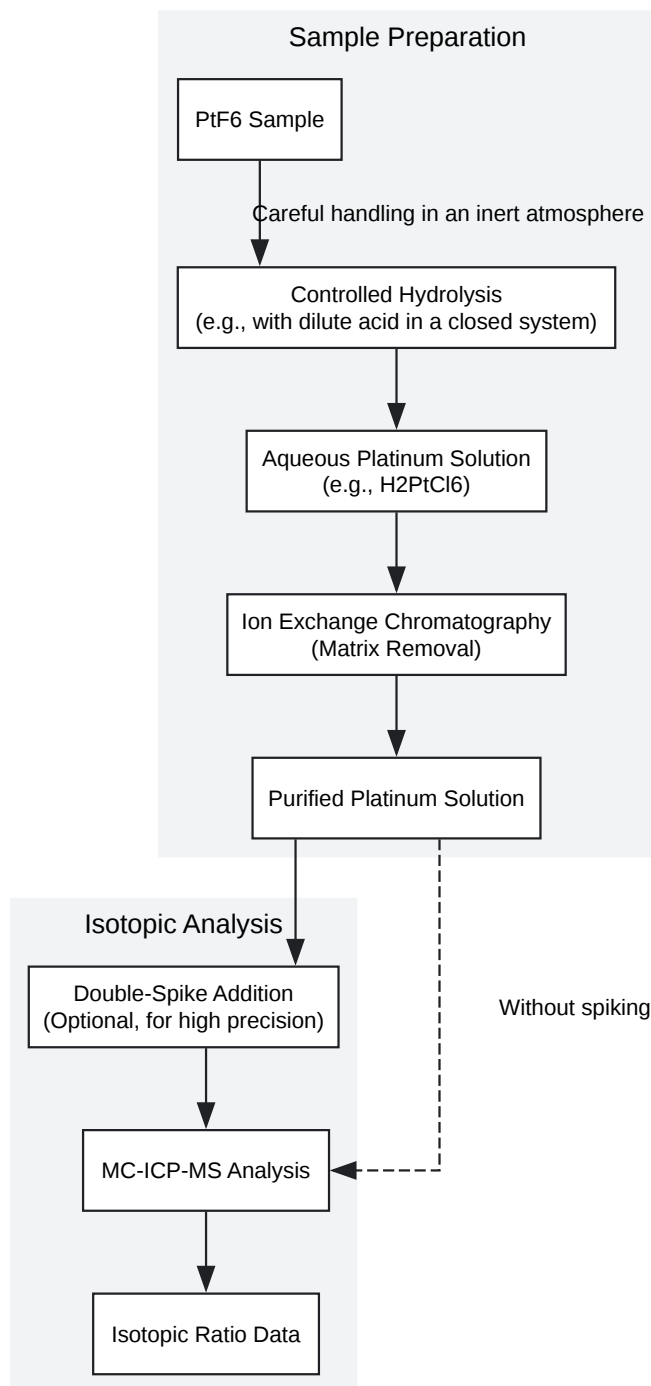 Sample Preparation
PtF6 Sample
Careful handling in an inert atmosphere
Controlled Hydrolysis
(e.g., with dilute acid in a closed system)
Aqueous Platinum Solution
(e.g., H2PtCl6)
Ion Exchange Chromatography
(Matrix Removal)
Purified Platinum Solution
Isotopic Analysis
Double-Spike Addition
(Optional, for high precision)
Without spiking
MC-ICP-MS Analysis
Isotopic Ratio Data